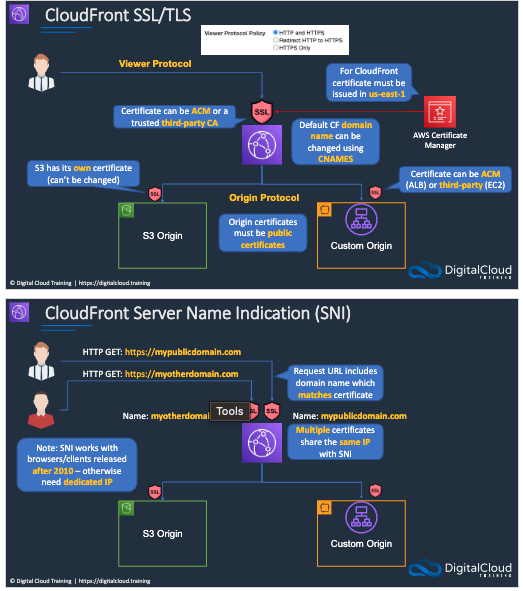 CloudFront SSL/TLS
Viewer Protocol Policy
HTTP and HTTPS
Redirect HTTP to HTTPS
HTTPS Only
Viewer Protocol
For CloudFront
certificate must be
issued in us-east-1
Certificate can be ACM or a
trusted third-party CA
SSL
AWS Certificate
Manager
Default CF domain
name can be
changed using
CNAMES
S3 has its own certificate
(can't be changed)
Certificate can be ACM
(ALB) or third-party (EC2)
SSL
Origin Protocol
SSL
S3 Origin
Origin certificates
must be public
certificates
Custom Origin
DigitalCloud
TRAINING
© Digital Cloud Training | https://digitalcloud.training
CloudFront Server Name Indication (SNI)
HTTP GET: https://mypublicdomain.com
HTTP GET: https://myotherdomain.com
Request URL includes
domain name which
matches certificate
Name: myotherdomai
Tools
SL
SSL
Name: mypublicdomain.com
Multiple certificates
share the same IP
with SNI
Note: SNI works with
browsers/clients released
after 2010 – otherwise
need dedicated IP
SSL
SSL
S3 Origin
Custom Origin
DigitalCloud
TRAINING
© Digital Cloud Training | https://digitalcloud.training